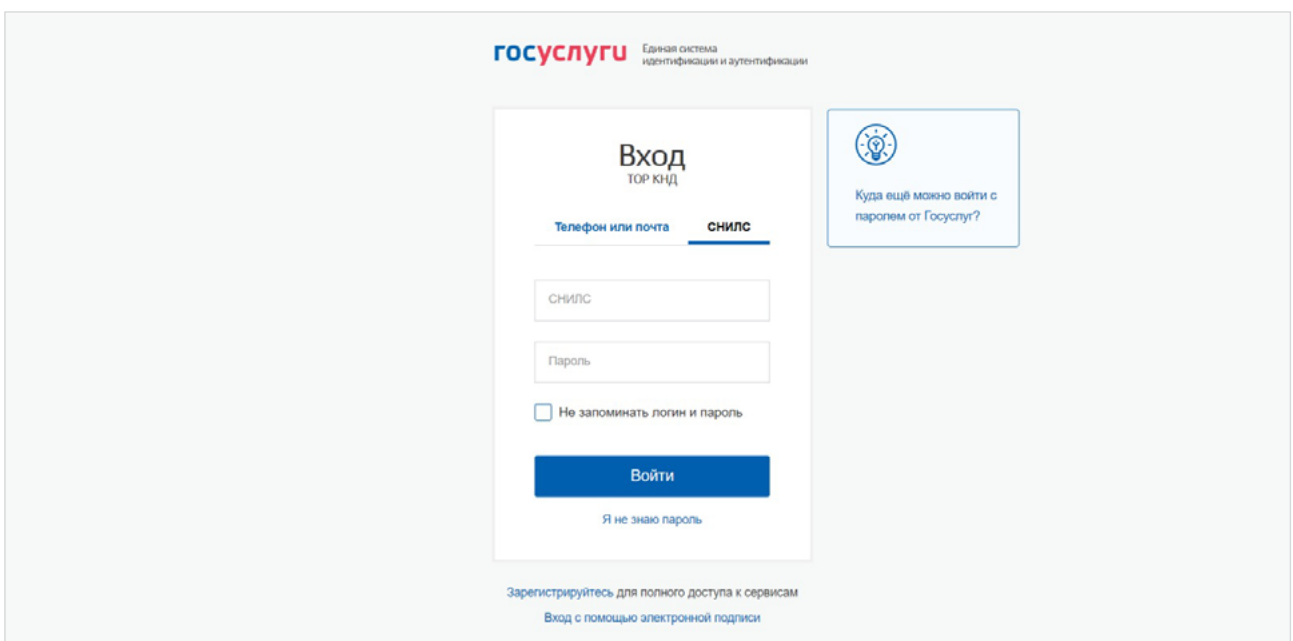 госуслуги
Единая система
идентификации и аутентификации
Вход
ТОР КНД
Телефон или почта
СНИЛС
СНИЛС
Пароль
Не запоминать логин и пароль
Войти
Я не знаю пароль
Куда ещё можно войти с
паролем от Госуслуг?
Зарегистрируйтесь для полного доступа к сервисам
Вход с помощью электронной подписи